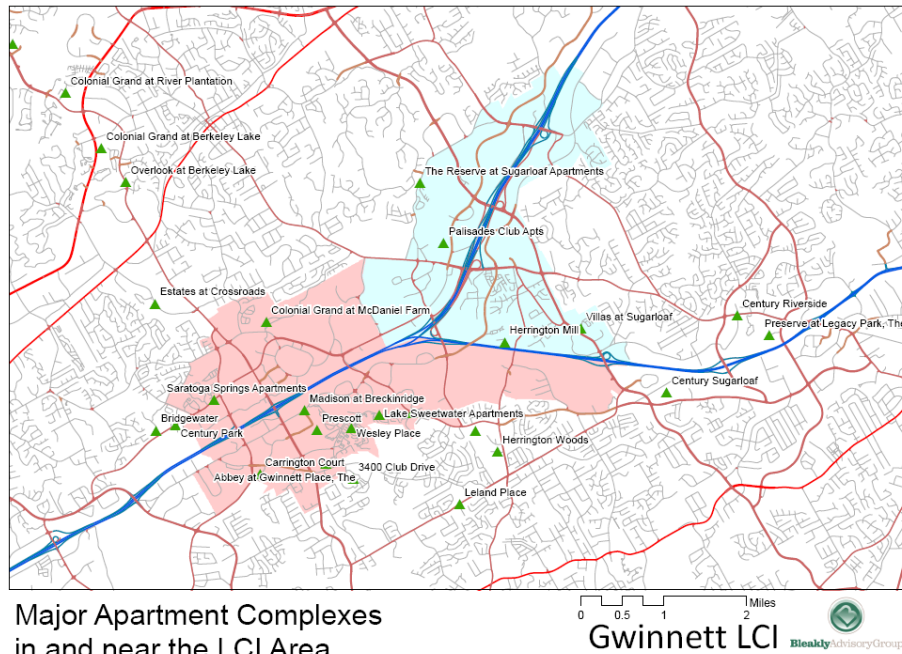 Colonial Grand at River Plantation
Colonial Grand at Berkeley Lake
Overlook at Berkeley Lake
The Reserve at Sugarloaf Apartments
Palisades Club Apts
Estates at Crossroads
Colonial Grand at McDaniel Farm
Century Riverside
Villas at Sugarloaf
Preserve at Legacy Park, The
Herrington Mill
Century Sugarloaf
Saratoga Springs Apartments
Madison at Breckinridge
Lake Sweetwater Apartments
Bridgewater
Prescott
Century Park
Wesley Place
Herrington Woods
Carrington Court
3400 Club Drive
Abbey at Gwinnett Place, The
Leland Place
Major Apartment Complexes
in and near the LCI Area
Miles
0 0.5 1 2
Gwinnett LCI
BleaklyAdvisoryGroup